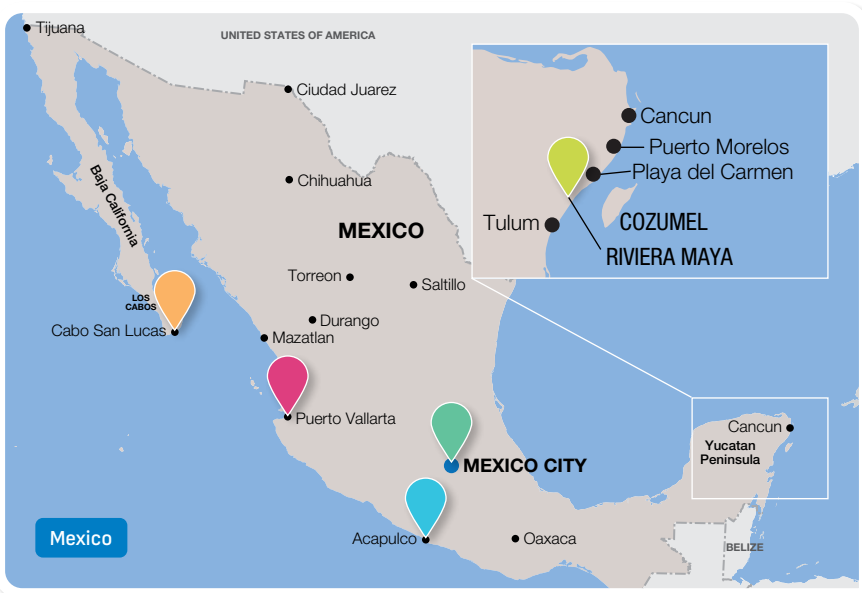 Tijuana
UNITED STATES OF AMERICA
Ciudad Juarez
Cancun
Puerto Morelos
Playa del Carmen
Chihuahua
Baja California
MEXICO
Tulum
COZUMEL
RIVIERA MAYA
Torreon
Saltillo
LOS
CABOS
Durango
Cabo San Lucas
Mazatlan
Puerto Vallarta
Cancun
Yucatan
Peninsula
MEXICO CITY
Mexico
Acapulco
Oaxaca
BELIZE